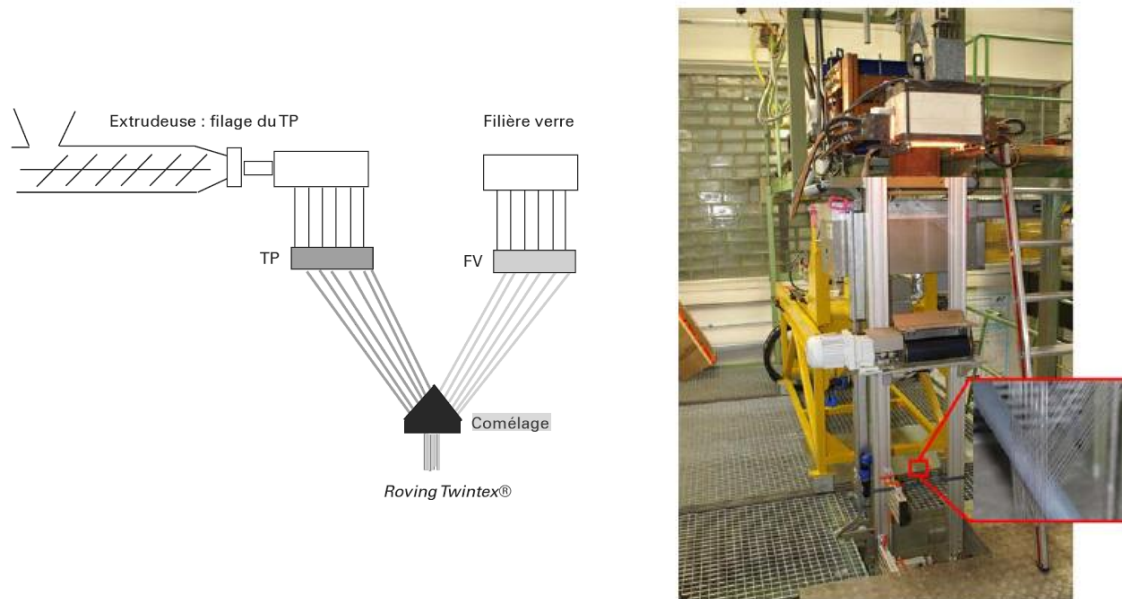 Extrudeuse : filage du TP
Filière verre
TP
FV
Comélage
Roving Twintex®